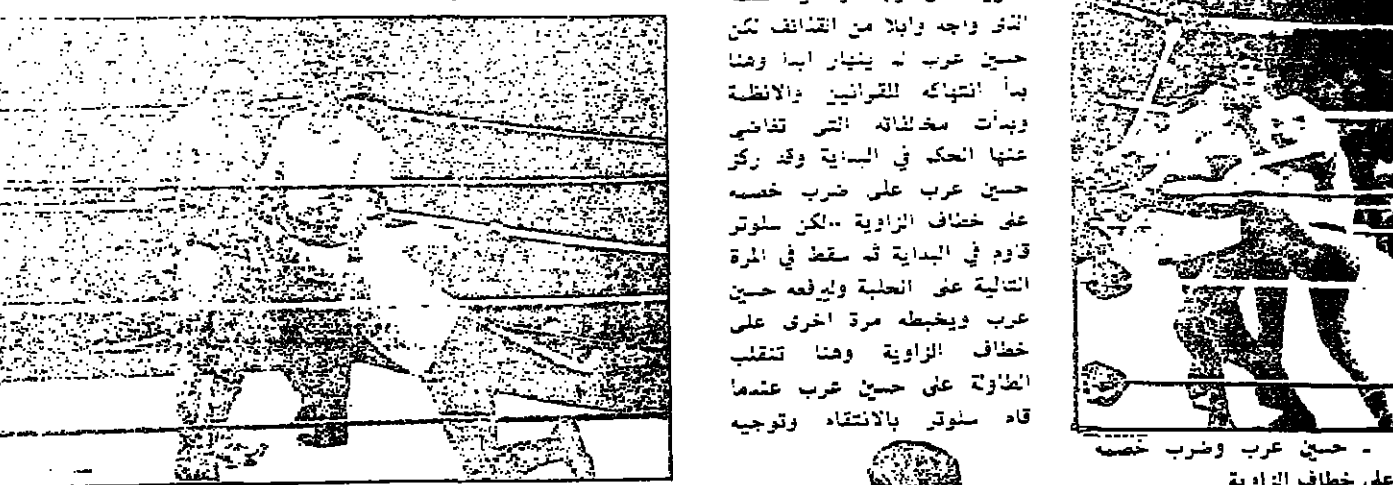 الذى واجه وابلا من القذائف لكن
حسين عرب لم ينهار ابدا وهنا
بدأ انتهاكه للقوانين والانظمة
وبدأت مخالفاته التى تغاضى
عنها الحكم في البداية وقد ركز
حسين عرب على ضرب خصمه
على خطاف الزاوية ..لكن سلوتر
قاوم في البداية ثم سقط في المرة
التالية على الحلبة وليرفعه حسين
عرب ويخبطه مرة اخرى على
خطاف الزاوية وهنا تنقلب
الطاولة على حسين عرب عندما
قام سلوتر بالانتقام وتوجيه
- حسين عرب وضرب خصمه
على خطاف الزاوية